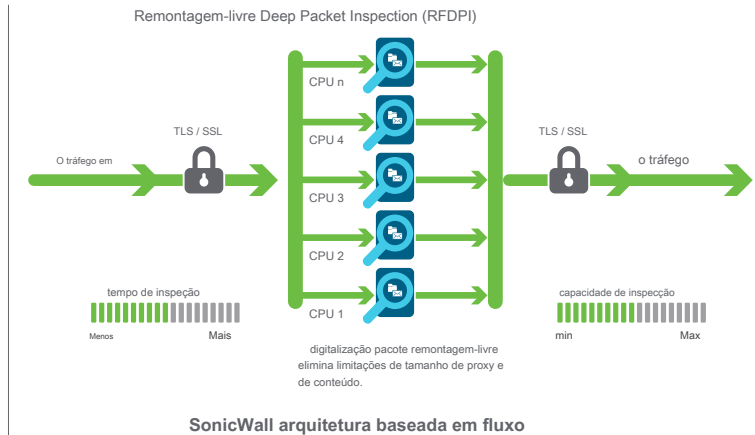 Remontagem-livre Deep Packet Inspection (RFDPI)
CPU n
TLS / SSL
CPU 4
TLS / SSL
O tráfego em
o tráfego
CPU 3
CPU 2
tempo de inspeção
capacidade de inspecção
CPU 1
Menos
Mais
min
Max
digitalização pacote remontagem-livre
elimina limitações de tamanho de proxy e
de conteúdo.
SonicWall arquitetura baseada em fluxo